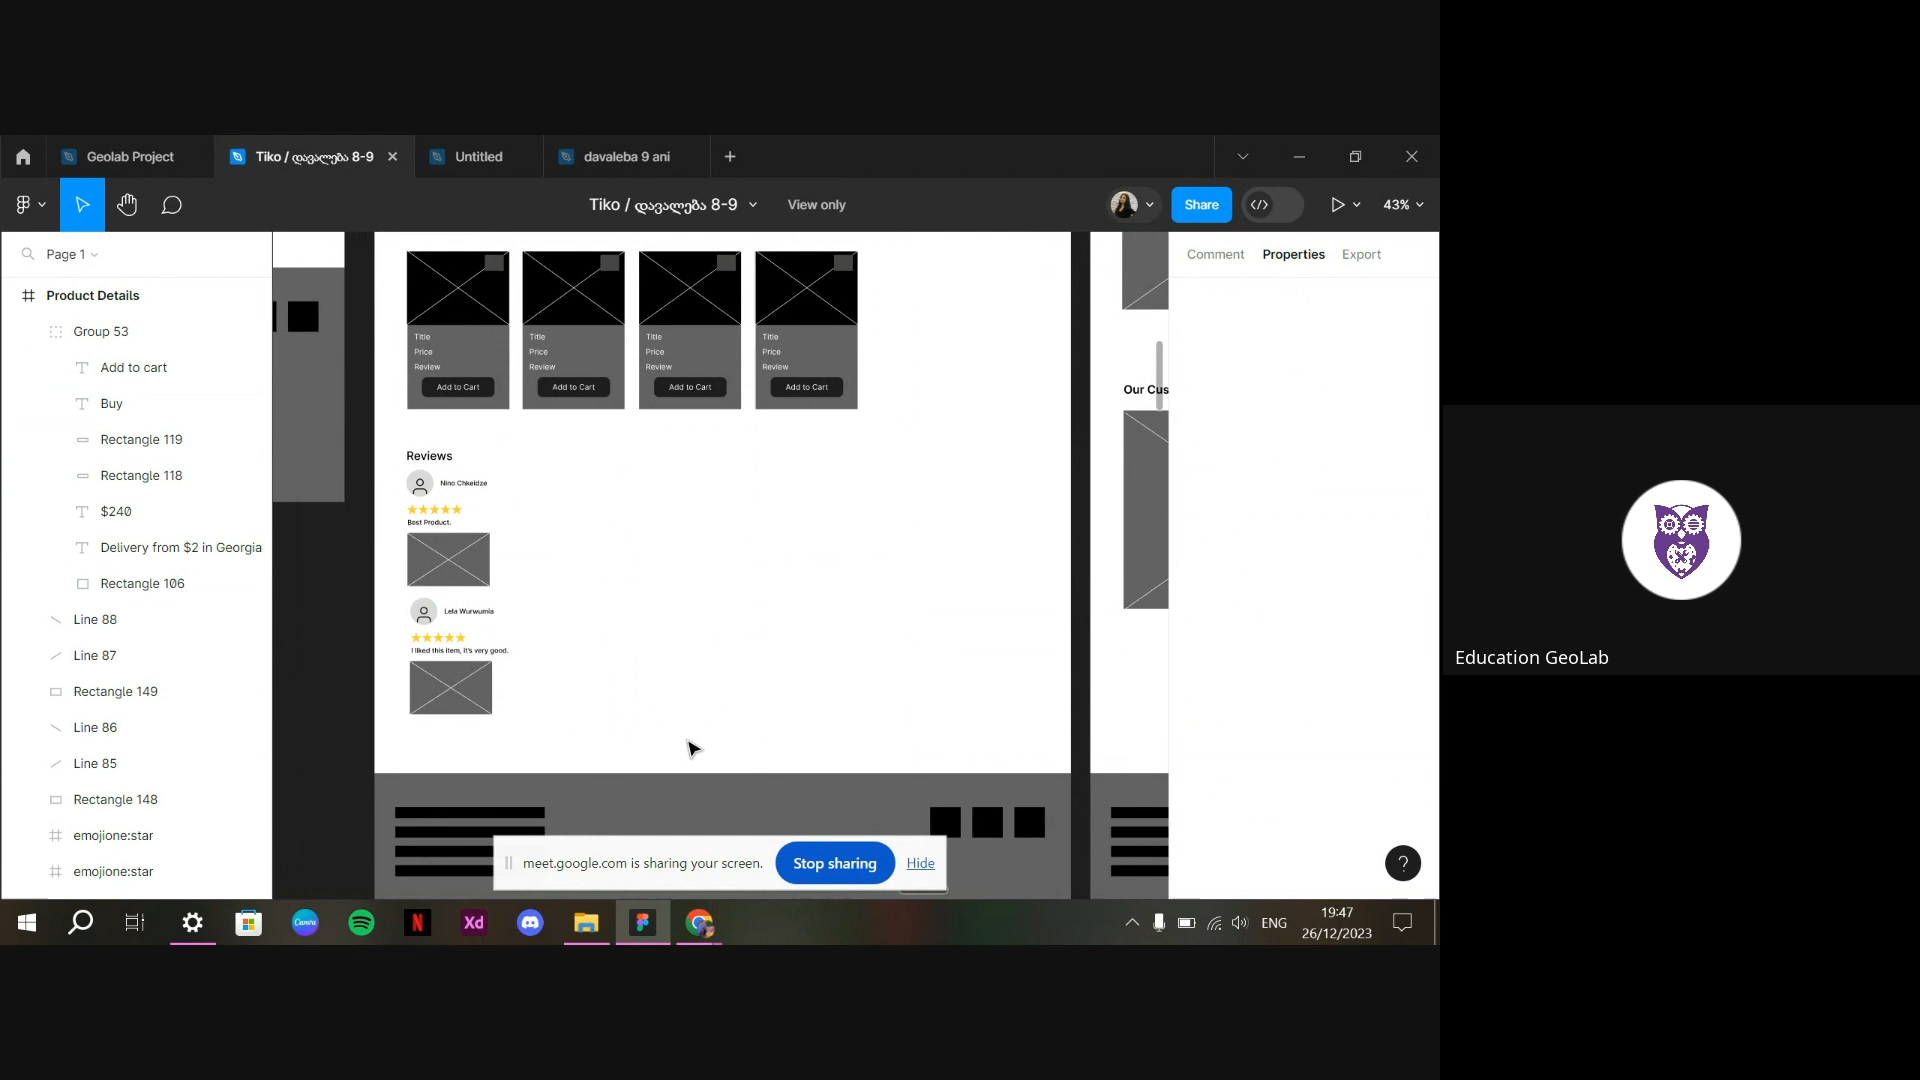 Geolab Project
Tiko / დავალება 8-9
Untitled
davaleba 9 ani
Tiko / დავალება 8-9
View only
Share
43%
Page 1
Comment
Properties
Export
Product Details
Group 53
Add to cart
Buy
Rectangle 119
Rectangle 118
$240
Delivery from $2 in Georgia
Rectangle 106
Line 88
Line 87
Rectangle 149
Line 86
Line 85
Rectangle 148
emojione:star
emojione:star
Title
Price
Review
Add to Cart
Title
Price
Review
Add to Cart
Title
Price
Review
Add to Cart
Title
Price
Review
Add to Cart
Reviews
Nino Chkeidze
Best Product.
Lela Wurwumia
I liked this item, it's very good.
Our Cus
meet.google.com is sharing your screen.
Stop sharing
Hide
?
Canva
N
Xd
ENG
19:47
26/12/2023
Education GeoLab